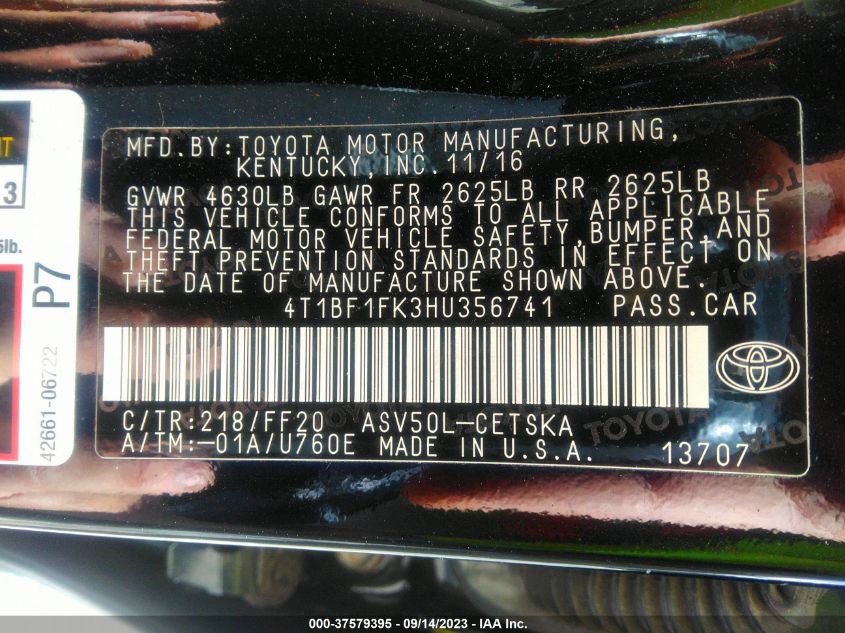 MFD.BY:TOYOTA MOTOR MANUFACTURING,
KENTUCKY,INC.11/16
GVWR 4630LB GAWR FR 2625LB RR 2625LB
THIS VEHICLE CONFORMS TO ALL APPLICABLE
FEDERAL MOTOR VEHICLE SAFETY,BUMPER,AND
THEFT PREVENTION STANDARDS IN EFFECT ON
THE DATE OF MANUFACTURE SHOWN ABOVE.
4T1BF1FK3HU356741 PASS.CAR
C/TR:218/FF20 ASV50L—CETSKA
A/TM:—01A/U760E MADE IN U.S.A. 13707
3
lb.
P7
42661-06722
TOYOTA
000-37579395 - 09/14/2023 - IAA Inc.